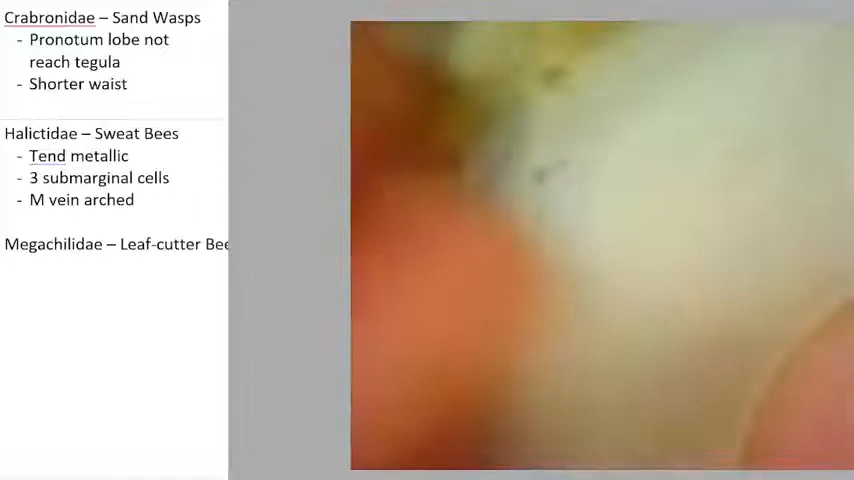 Crabronidae – Sand Wasps
- Pronotum lobe not
reach tegula
- Shorter waist
Halictidae – Sweat Bees
- Tend metallic
- 3 submarginal cells
- M vein arched
Megachilidae – Leaf-cutter Bee